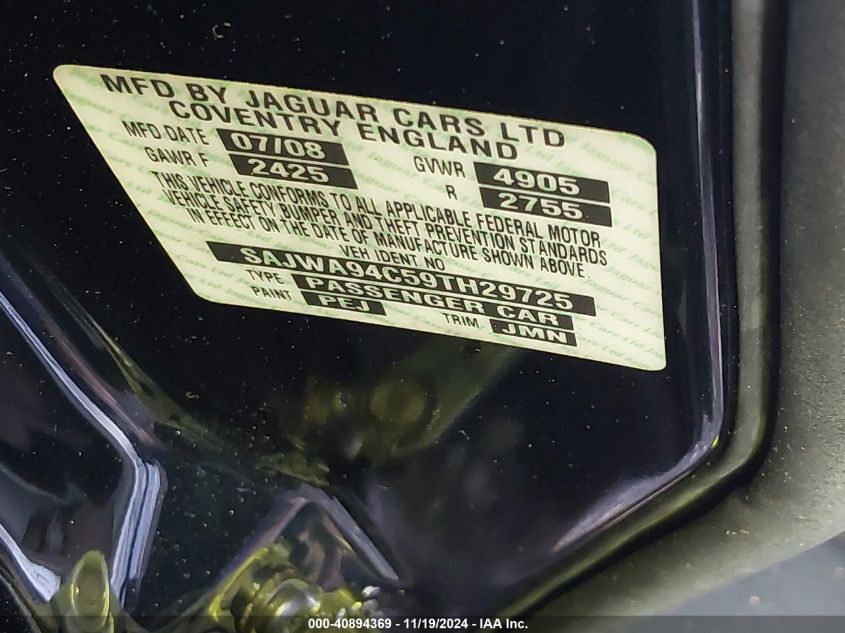 MFD BY JAGUAR CARS LTD
COVENTRY ENGLAND
MFD.DATE 07/08 GVWR 4905
GAWR F 2425 R 2755
THIS VEHICLE CONFORMS TO ALL APPLICABLE FEDERAL MOTOR
VEHICLE SAFETY BUMPER AND THEFT PREVENTION STANDARDS
IN EFFECT ON THE DATE OF MANUFACTURE SHOWN ABOVE.
VEH IDENT NO
SAJWA94C59TH29725
TYPE PASSENGER CAR
PAINT PEJ TRIM JMN
000-40894369 - 11/19/2024 - IAA Inc.